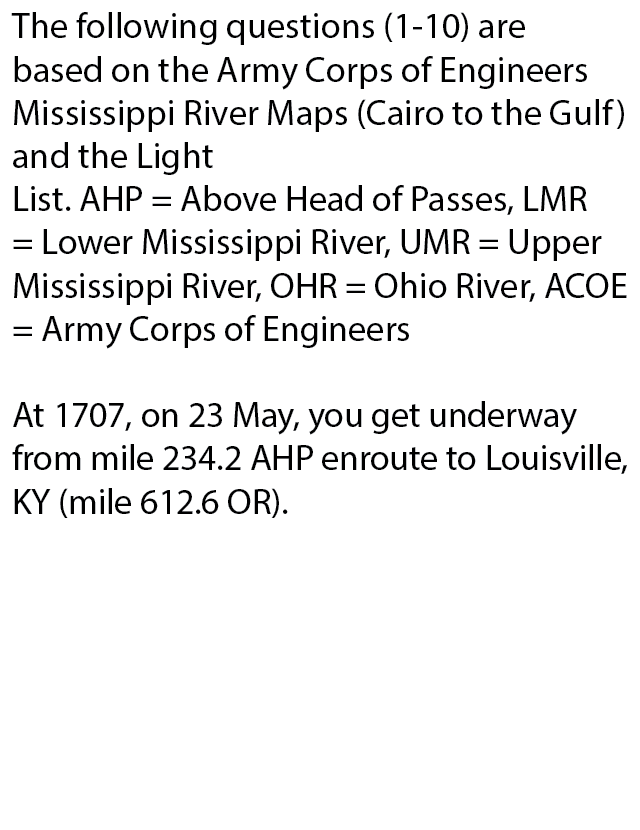 The following questions (1-10) are
based on the Army Corps of Engineers
Mississippi River Maps (Cairo to the Gulf)
and the Light
List. AHP = Above Head of Passes, LMR
= Lower Mississippi River, UMR = Upper
Mississippi River, OHR = Ohio River, ACOE
= Army Corps of Engineers
At 1707, on 23 May, you get underway
from mile 234.2 AHP enroute to Louisville,
KY (mile 612.6 OR).